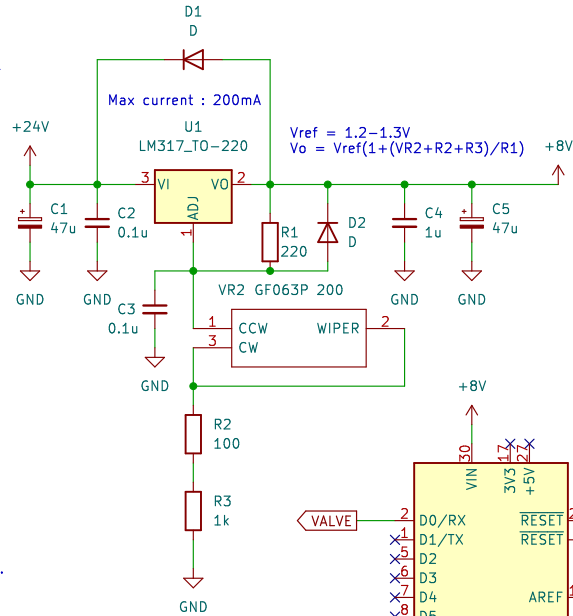 D1
D
Max current : 200mA
+24V
U1
LM317_TO-220
Vref = 1.2-1.3V
Vo = Vref(1+(VR2+R2+R3)/R1)
+8V
3
VI
VO
2
ADJ
1
C1
47u
C2
0.1u
R1
220
D2
D
C4
1u
C5
47u
GND
GND
GND
GND
VR2 GF063P 200
C3
0.1u
1
CCW
WIPER
2
3
CW
GND
R2
100
+8V
R3
1k
30
17
27
VIN
3V3
+5V
VALVE
2
D0/RX
RESET
2
1
D1/TX
RESET
5
D2
6
D3
7
D4
AREF
1
8
D5
GND